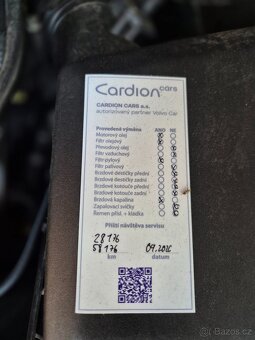 Cardion cars
CARDION CARS a.s.
autorizovaný partner Volvo Car
Provedená výměna ANO NE
Motorový olej
Filtr olejový
Převodový olej
Filtr vzduchový
Filtr pylový
Filtr palivový
Brzdové destičky přední
Brzdové destičky zadní
Brzdové kotouče přední
Brzdové kotouče zadní
Brzdová kapalina
Zapalovací svíčky
Řemen přísl. + kladka
Příští návštěva servisu
28176
58176 09.2026
km datum
bazoš.cz